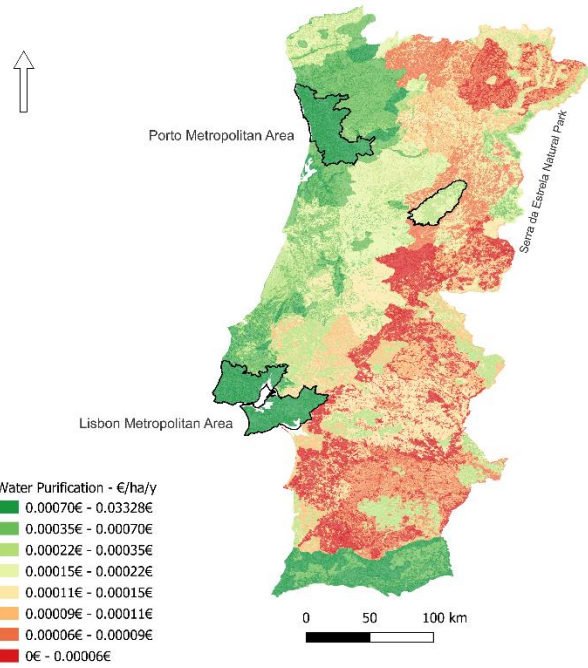 Porto Metropolitan Area
Serra da Estrela Natural Park
Lisbon Metropolitan Area
Water Purification - €/ha/y
0.00070€ - 0.03328€
0.00035€ - 0.00070€
0.00022€ - 0.00035€
0.00015€ - 0.00022€
0.00011€ - 0.00015€
0.00009€ - 0.00011€
0.00006€ - 0.00009€
0€ - 0.00006€
0 50 100 km